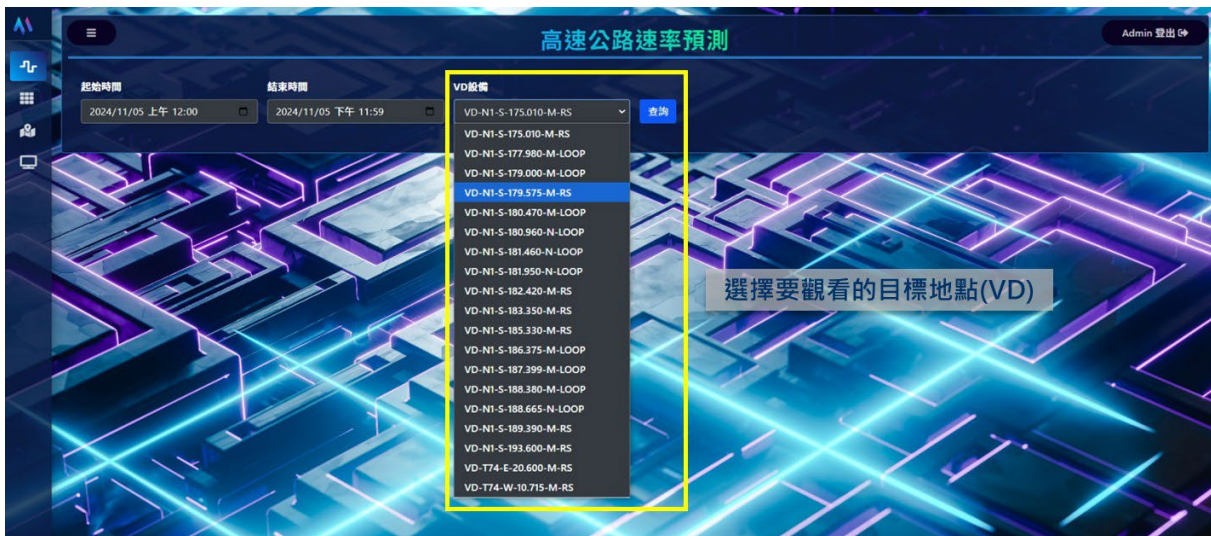 高速公路速率預測
Admin 登出
起始時間
結束時間
VD設備
2024/11/05 上午 12:00
2024/11/05 下午 11:59
VD-N1-S-175.010-M-RS
查詢
VD-N1-S-175.010-M-RS
VD-N1-S-177.980-M-LOOP
VD-N1-S-179.000-M-LOOP
VD-N1-S-179.575-M-RS
VD-N1-S-180.470-M-LOOP
VD-N1-S-180.960-N-LOOP
VD-N1-S-181.460-N-LOOP
VD-N1-S-181.950-N-LOOP
VD-N1-S-182.420-M-RS
VD-N1-S-183.350-M-RS
VD-N1-S-185.330-M-RS
VD-N1-S-186.375-M-LOOP
VD-N1-S-187.399-M-LOOP
VD-N1-S-188.380-M-LOOP
VD-N1-S-188.665-N-LOOP
VD-N1-S-189.390-M-RS
VD-N1-S-193.600-M-RS
VD-T74-E-20.600-M-RS
VD-T74-W-10.715-M-RS
選擇要觀看的目標地點(VD)